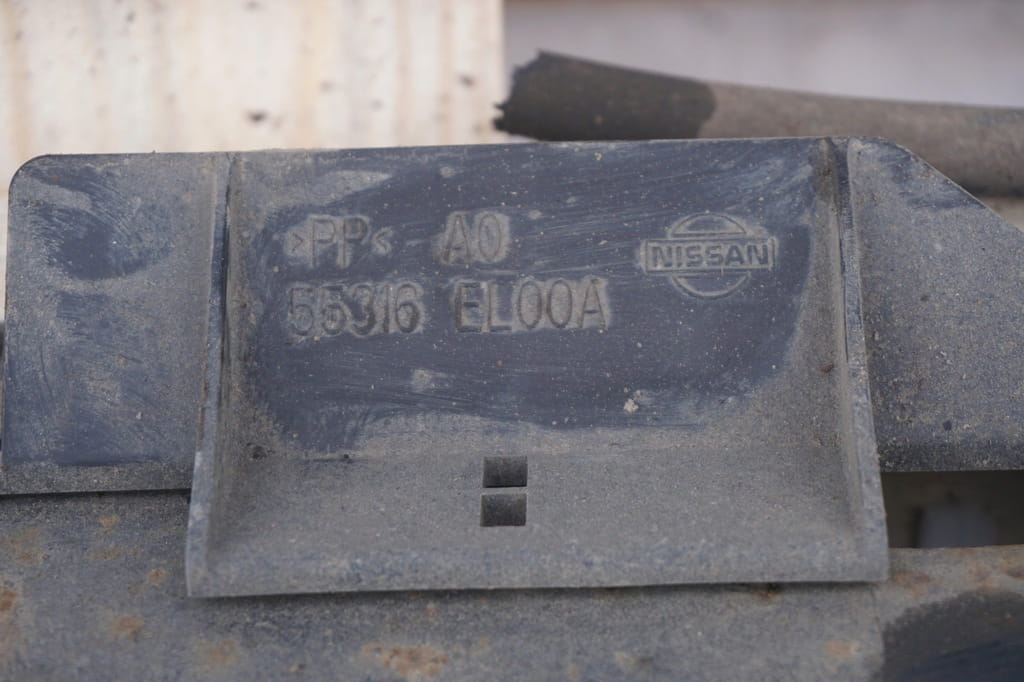 >PP< A0
NISSAN
55316 EL00A